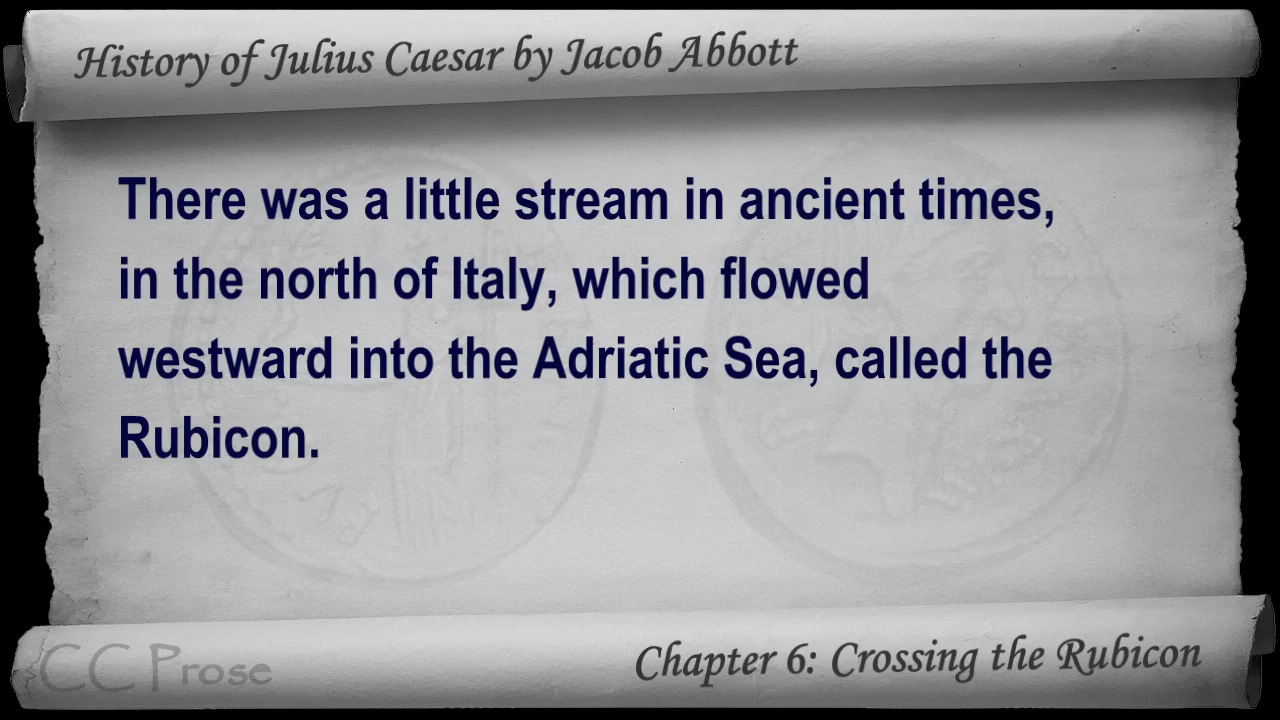 History of Julius Caesar by Jacob Abbott
There was a little stream in ancient times,
in the north of Italy, which flowed
westward into the Adriatic Sea, called the
Rubicon.
CC Prose
Chapter 6: Crossing the Rubicon